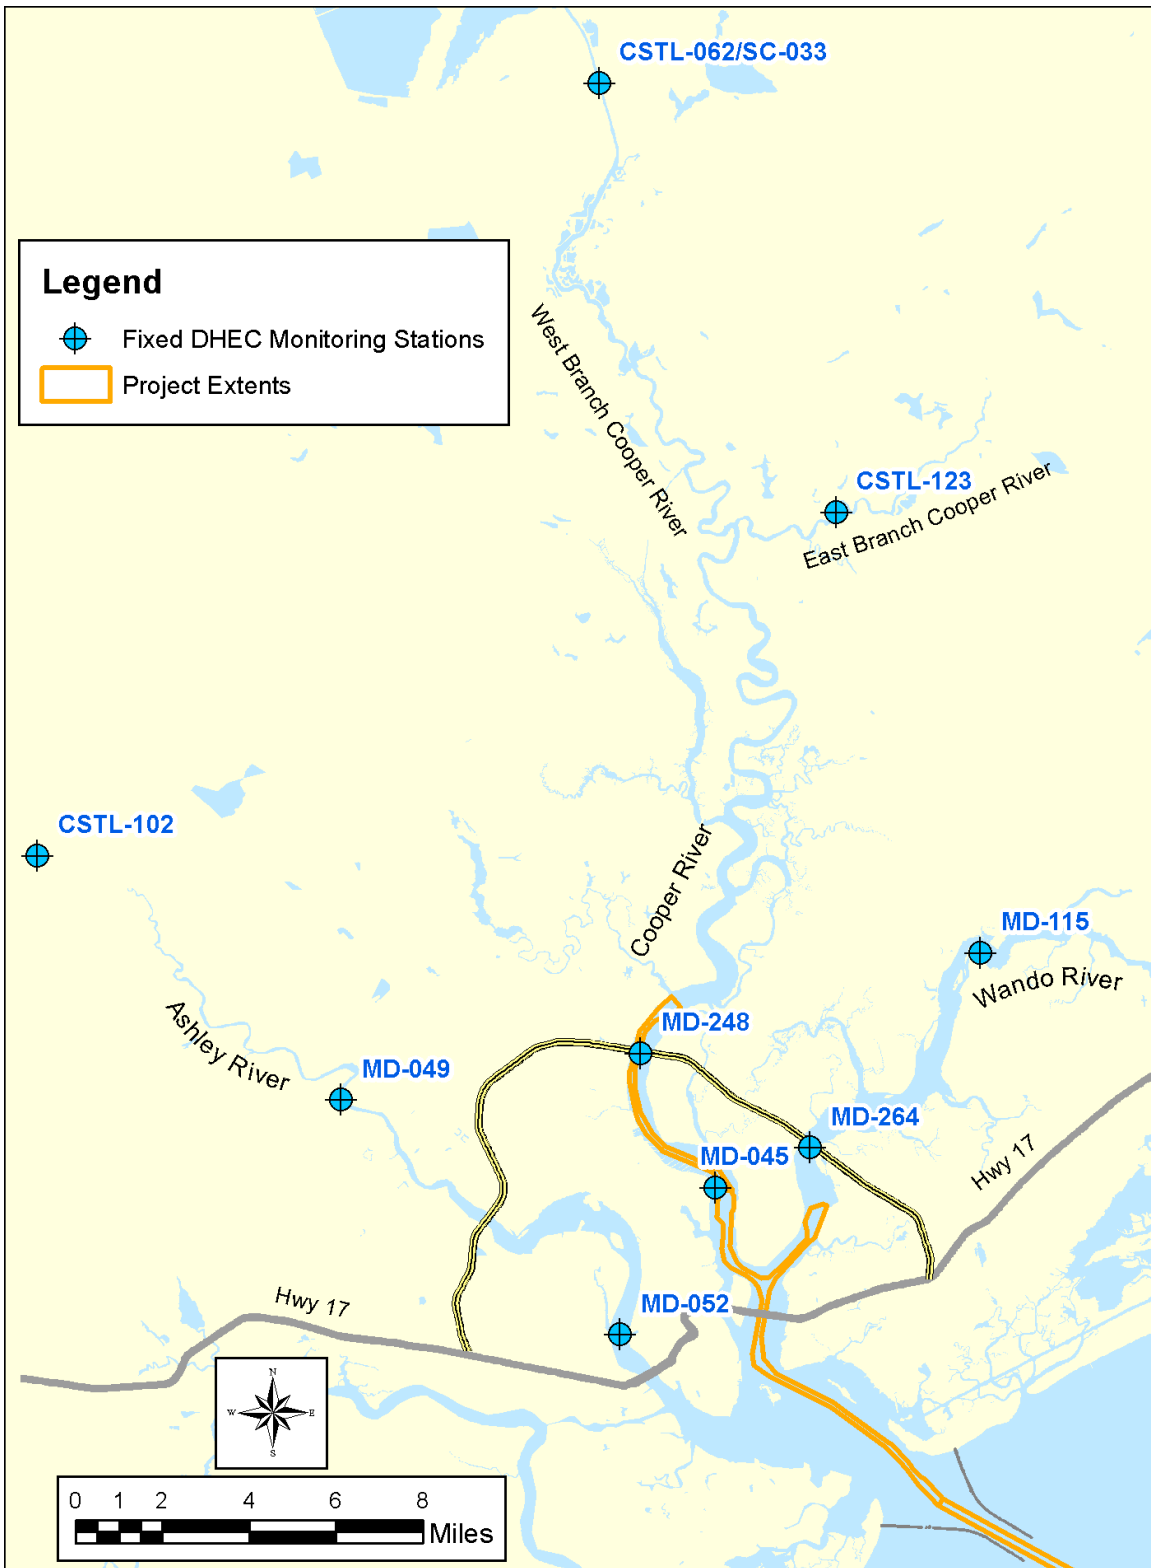 CSTL-062/SC-033
Legend
Fixed DHEC Monitoring Stations
Project Extents
West Branch Cooper River
CSTL-123
East Branch Cooper River
CSTL-102
Cooper River
MD-115
Wando River
Ashley River
MD-248
MD-049
MD-264
MD-045
Hwy 17
Hwy 17
MD-052
N
W
E
S
0 1 2 4 6 8
Miles